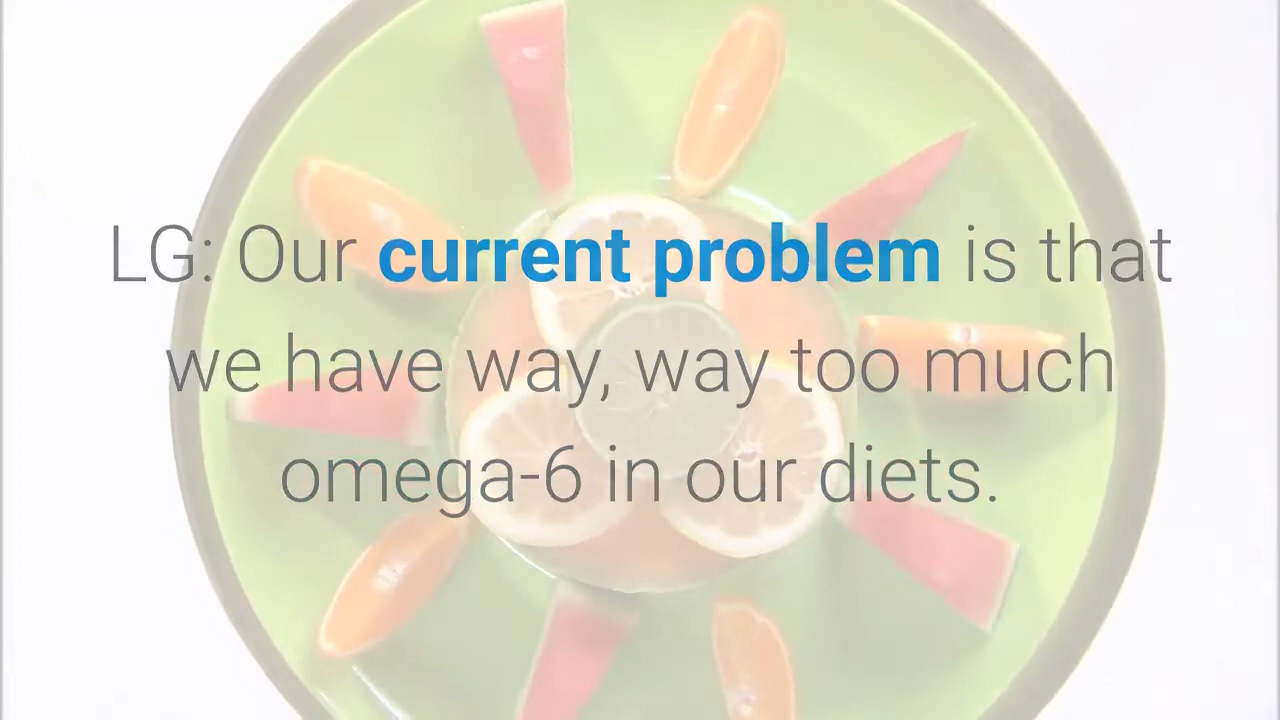 LG: Our current problem is that
we have way, way too much
omega-6 in our diets.